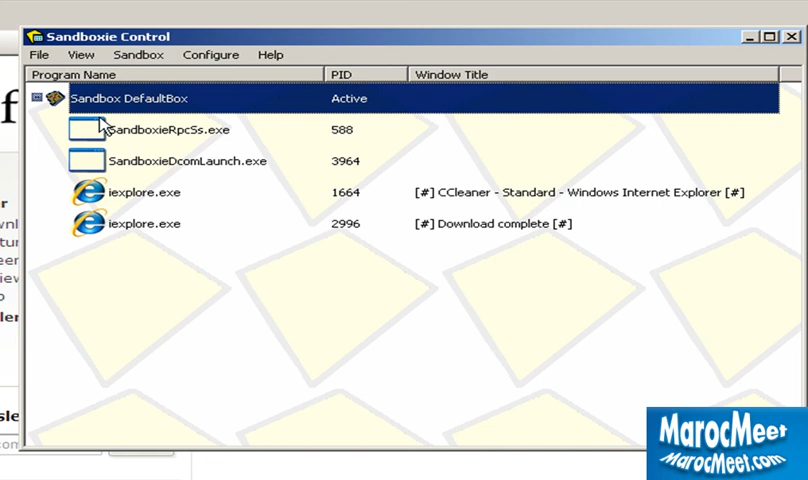 Sandboxie Control
File View Sandbox Configure Help
Program Name PID Window Title
Sandbox DefaultBox Active
SandboxieRpcSs.exe 588
SandboxieDcomLaunch.exe 3964
iexplore.exe 1664 [#] CCleaner - Standard - Windows Internet Explorer [#]
iexplore.exe 2996 [#] Download complete [#]
MarocMeet
MarocMeet.com